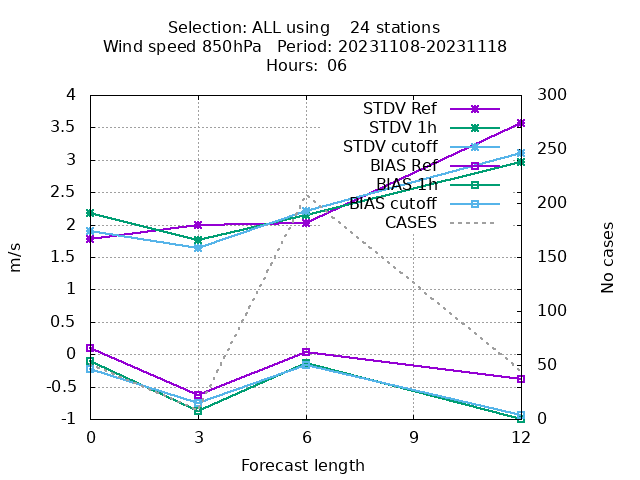 Selection: ALL using    24 stations
Wind speed 850hPa   Period: 20231108-20231118
Hours:  06
4
3.5
3
2.5
2
1.5
1
0.5
0
-0.5
-1
m/s
STDV Ref
STDV 1h
STDV cutoff
BIAS Ref
BIAS 1h
BIAS cutoff
CASES
300
250
200
150
100
50
0
No cases
0 3 6 9 12
Forecast length